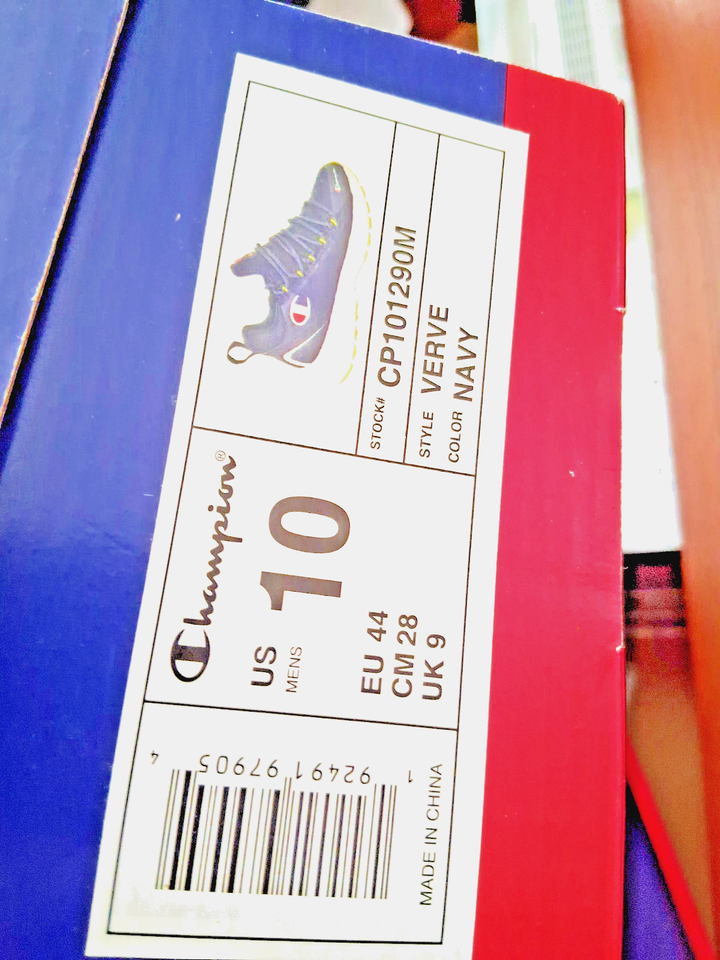 Champion®
US
MENS
10
EU 44
CM 28
UK 9
STOCK# CP101290M
STYLE VERVE
COLOR NAVY
1 92491 97905 4
MADE IN CHINA